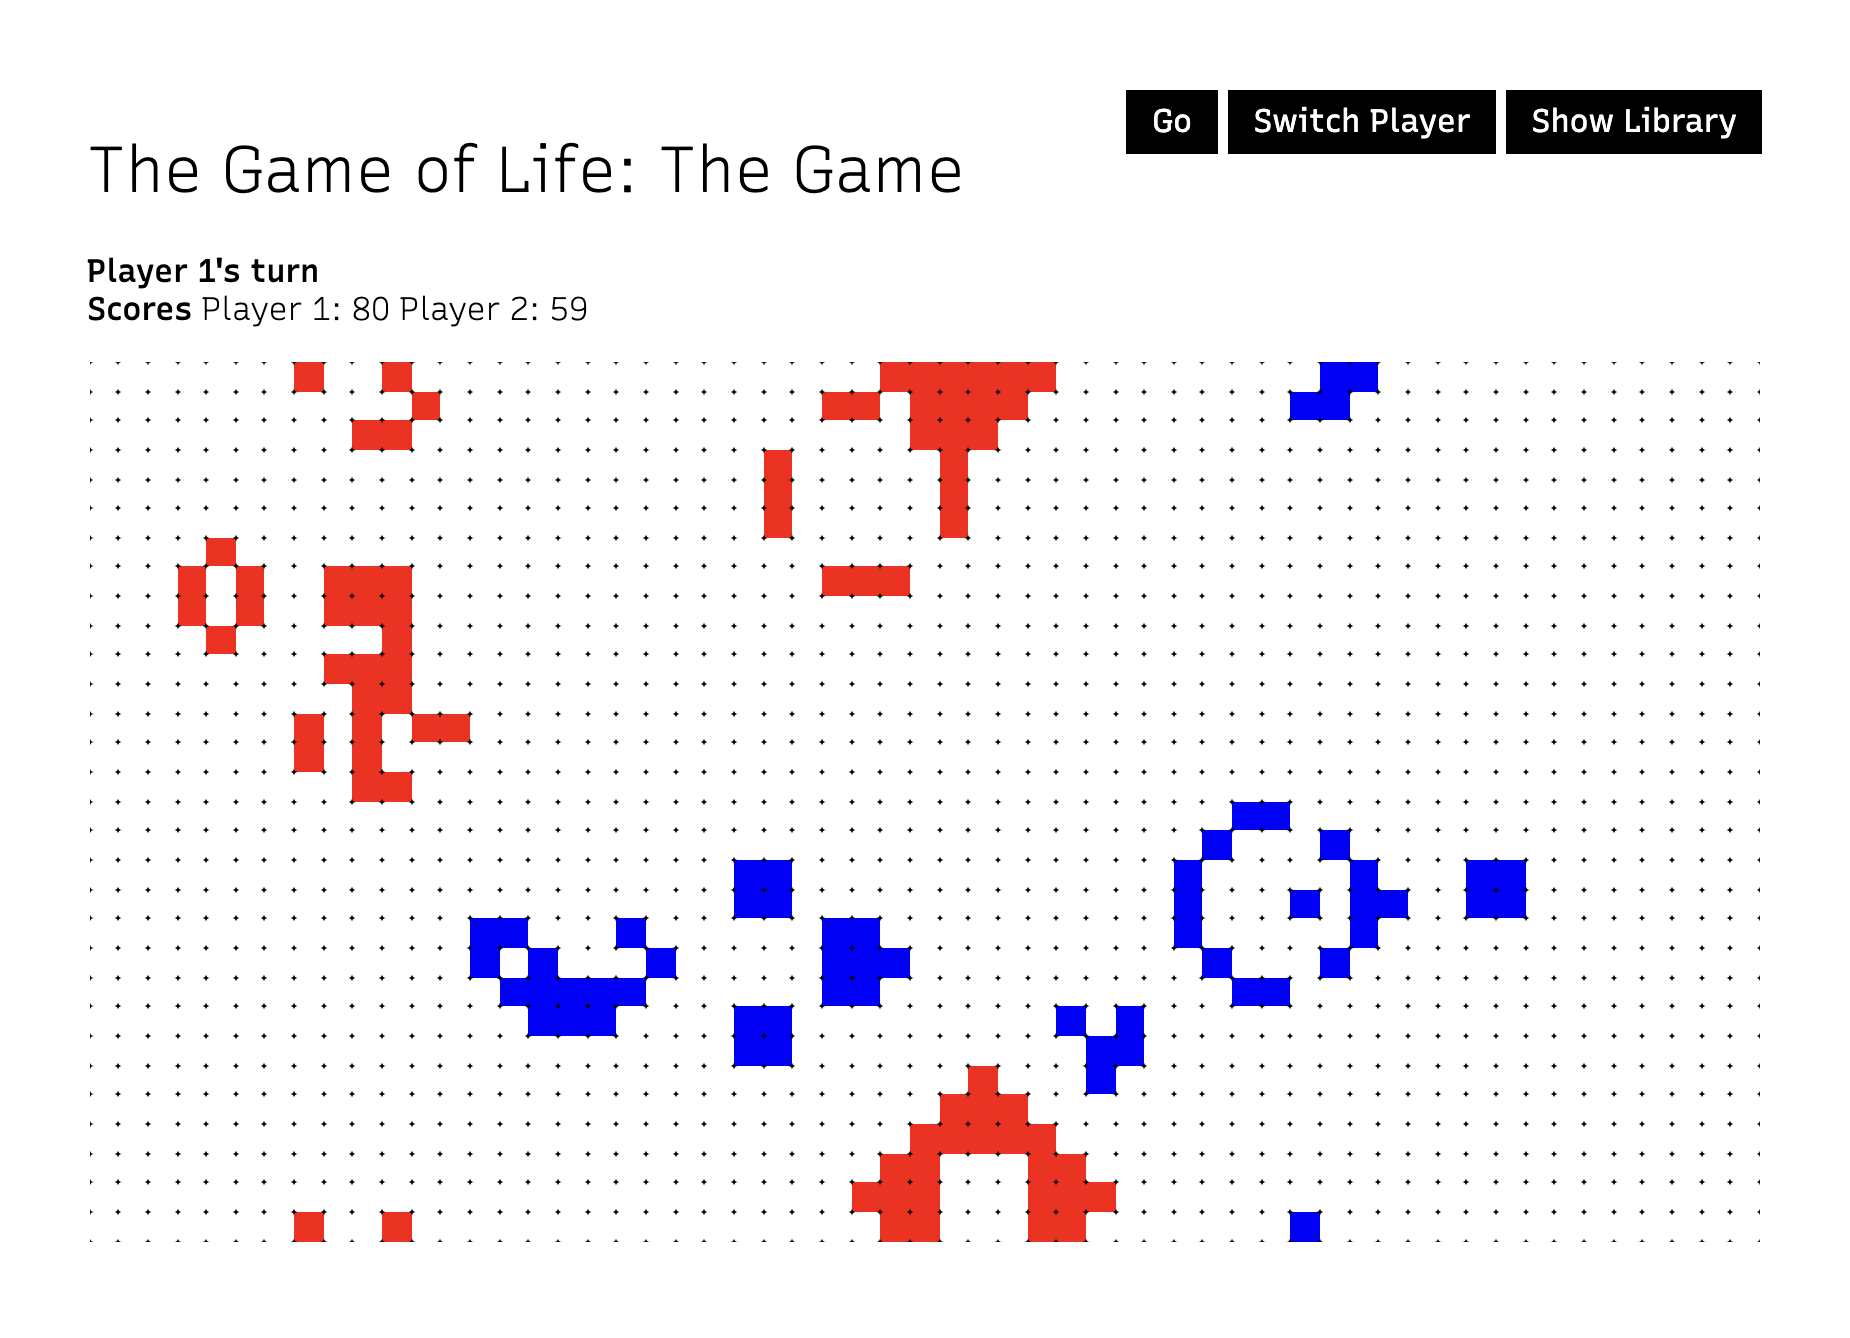 Go
Switch Player
Show Library
The Game of Life: The Game
Player 1's turn
Scores Player 1: 80 Player 2: 59